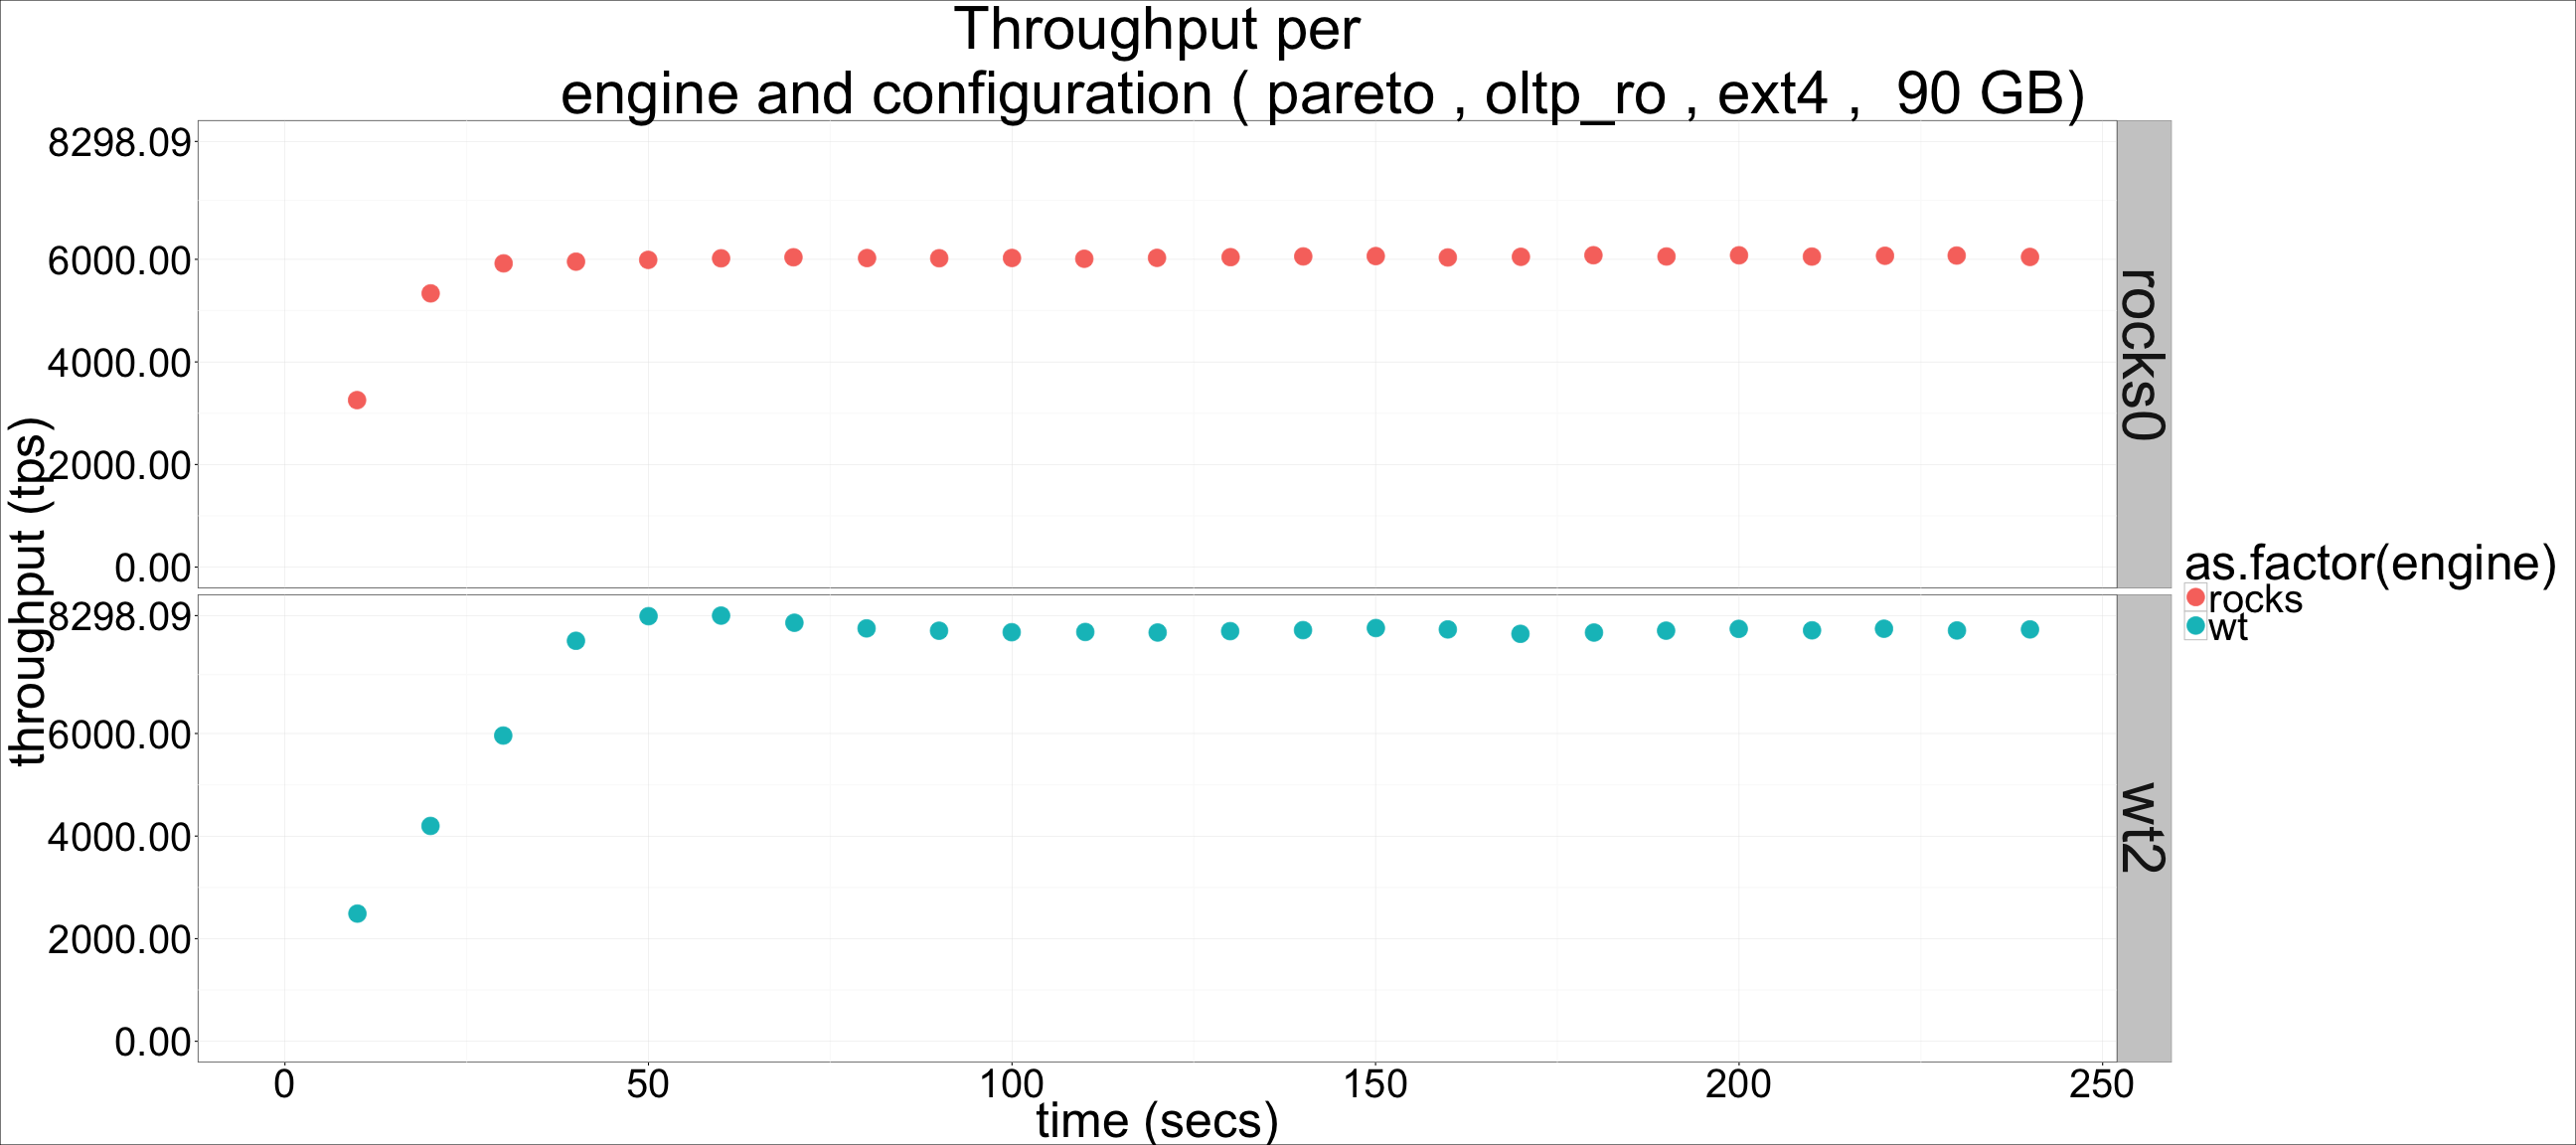 Throughput per
engine and configuration ( pareto , oltp_ro , ext4 ,  90 GB)
throughput (tps)
8298.09
6000.00
4000.00
2000.00
0.00
rocks0
8298.09
6000.00
4000.00
2000.00
0.00
wt2
0 50 100 150 200 250
time (secs)
as.factor(engine)
rocks
wt